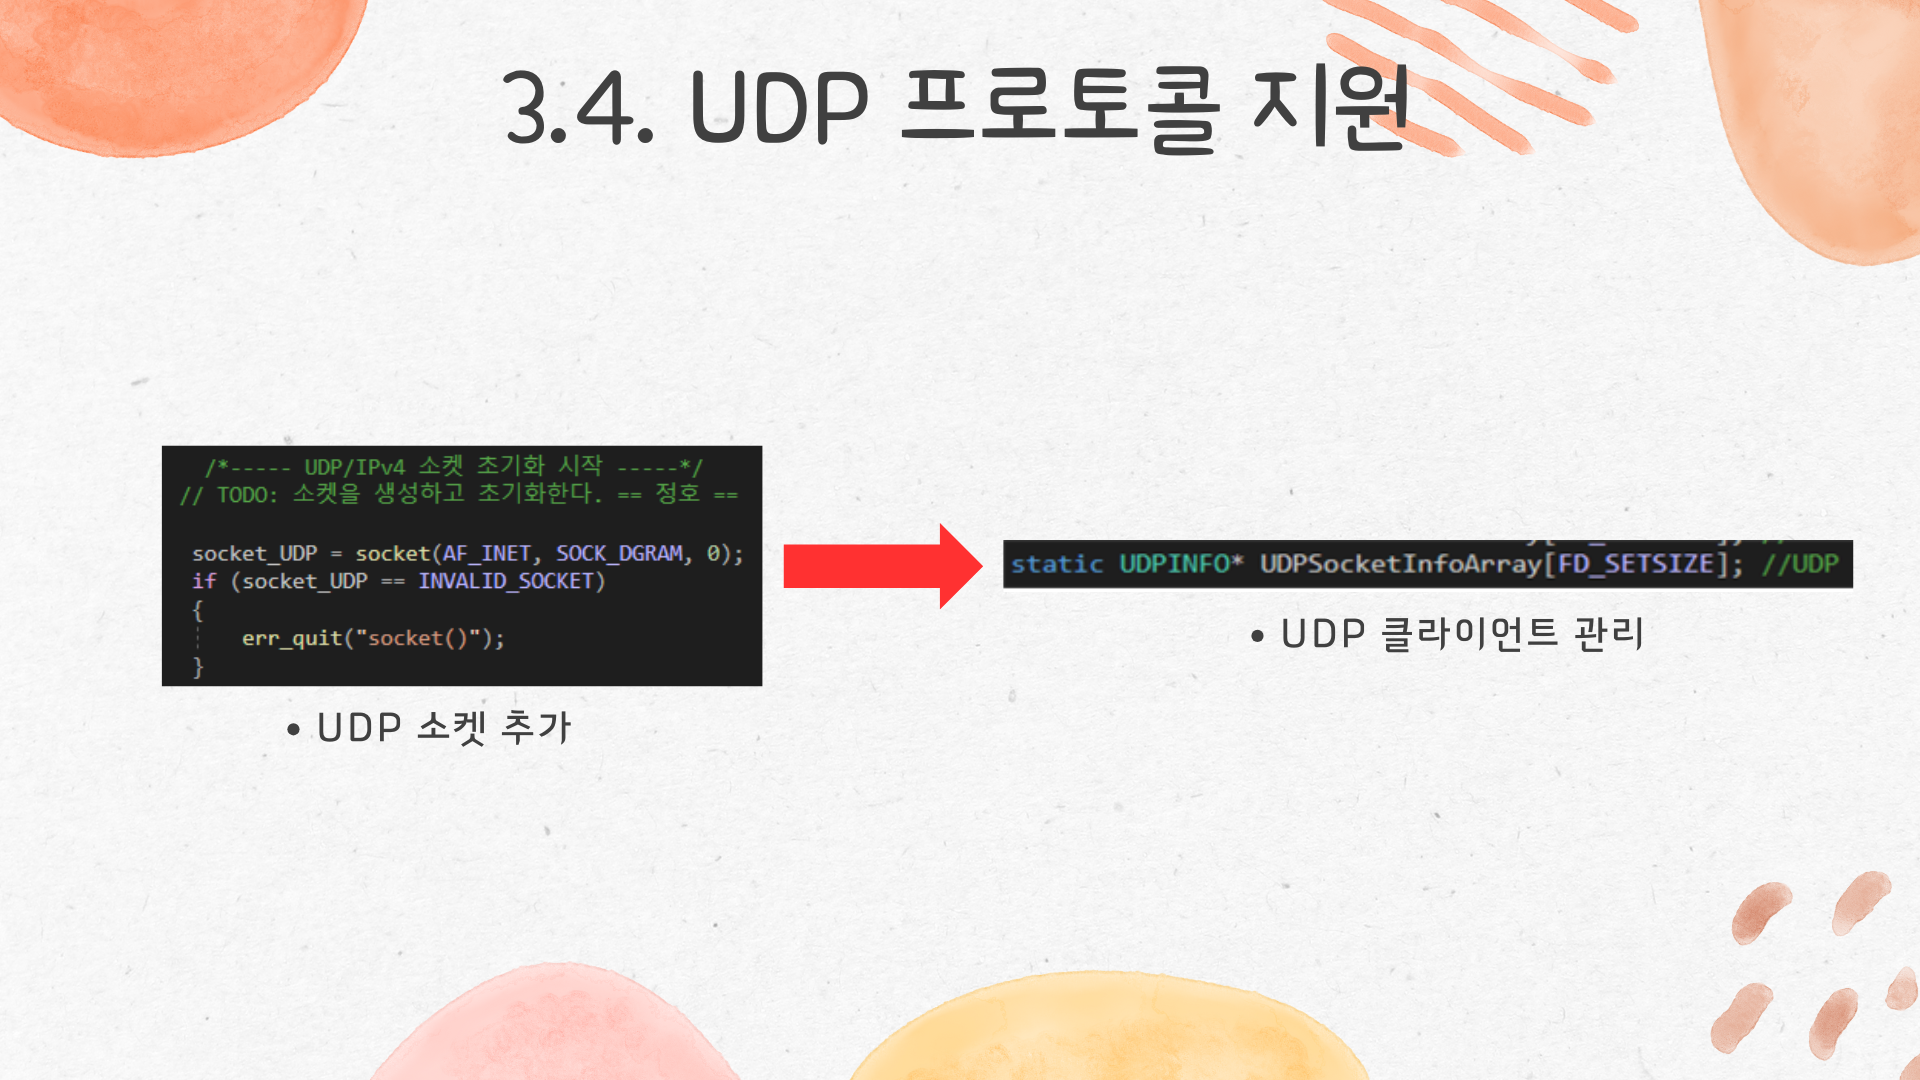 3.4. UDP 프로토콜 지원
/*----- UDP/IPv4 소켓 초기화 시작 -----*/
// TODO: 소켓을 생성하고 초기화한다. == 정호 ==
socket_UDP = socket(AF_INET, SOCK_DGRAM, 0);
if (socket_UDP == INVALID_SOCKET)
{
err_quit("socket()");
}
• UDP 소켓 추가
static UDPINFO* UDPSocketInfoArray[FD_SETSIZE]; //UDP
• UDP 클라이언트 관리